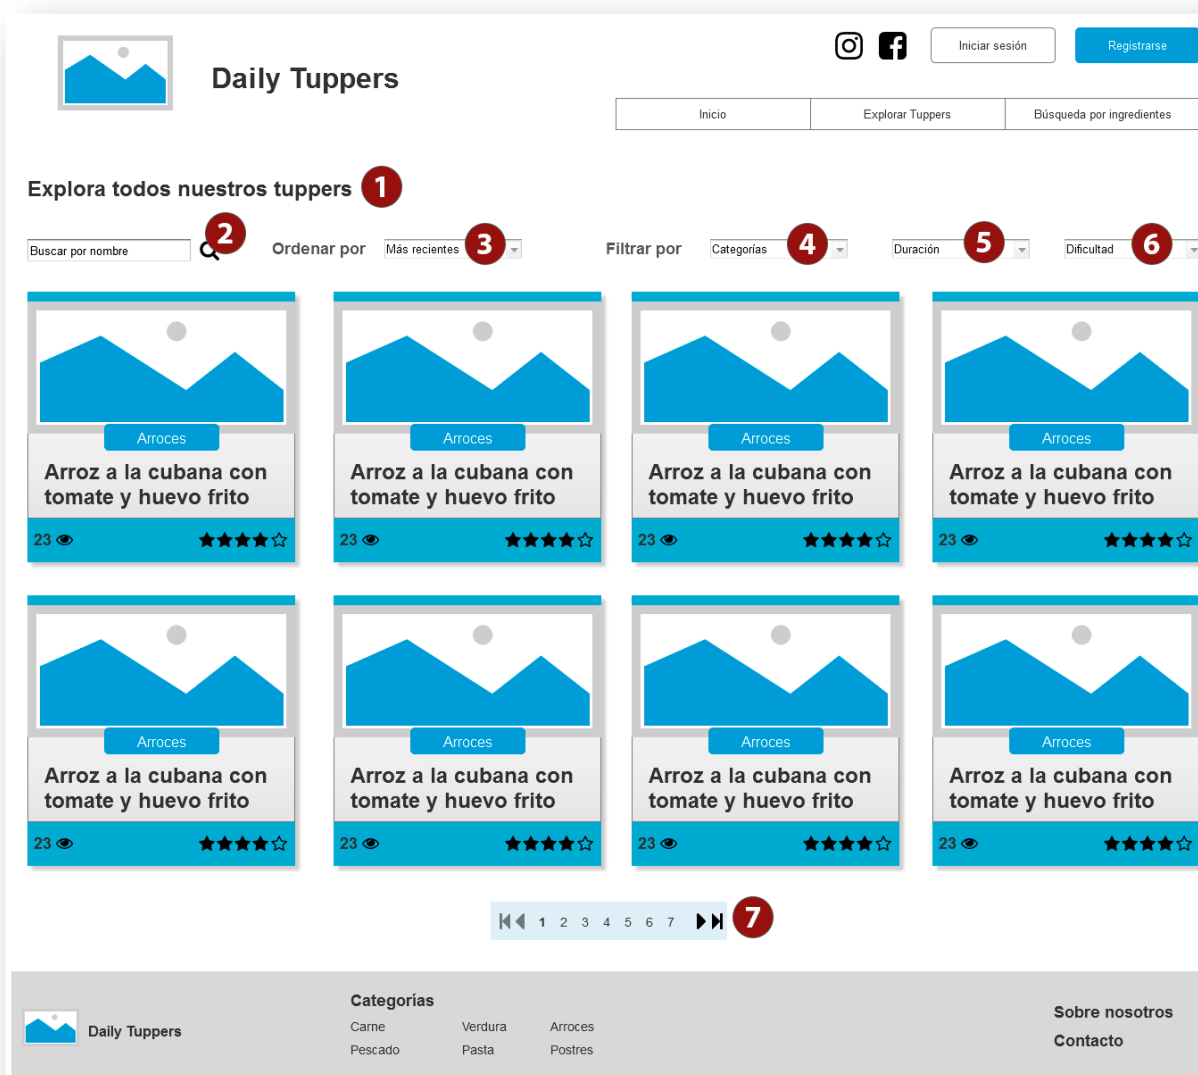 Daily Tuppers
Iniciar sesión
Registrarse
Inicio
Explorar Tuppers
Búsqueda por ingredientes
Explora todos nuestros tuppers 1
Buscar por nombre 2
Ordenar por
Más recientes 3
Filtrar por
Categorías 4
Duración 5
Dificultad 6
Arroces
Arroz a la cubana con
tomate y huevo frito
23
Arroces
Arroz a la cubana con
tomate y huevo frito
23
Arroces
Arroz a la cubana con
tomate y huevo frito
23
Arroces
Arroz a la cubana con
tomate y huevo frito
23
Arroces
Arroz a la cubana con
tomate y huevo frito
23
Arroces
Arroz a la cubana con
tomate y huevo frito
23
Arroces
Arroz a la cubana con
tomate y huevo frito
23
Arroces
Arroz a la cubana con
tomate y huevo frito
23
1 2 3 4 5 6 7
7
Daily Tuppers
Categorías
Carne Verdura Arroces
Pescado Pasta Postres
Sobre nosotros
Contacto